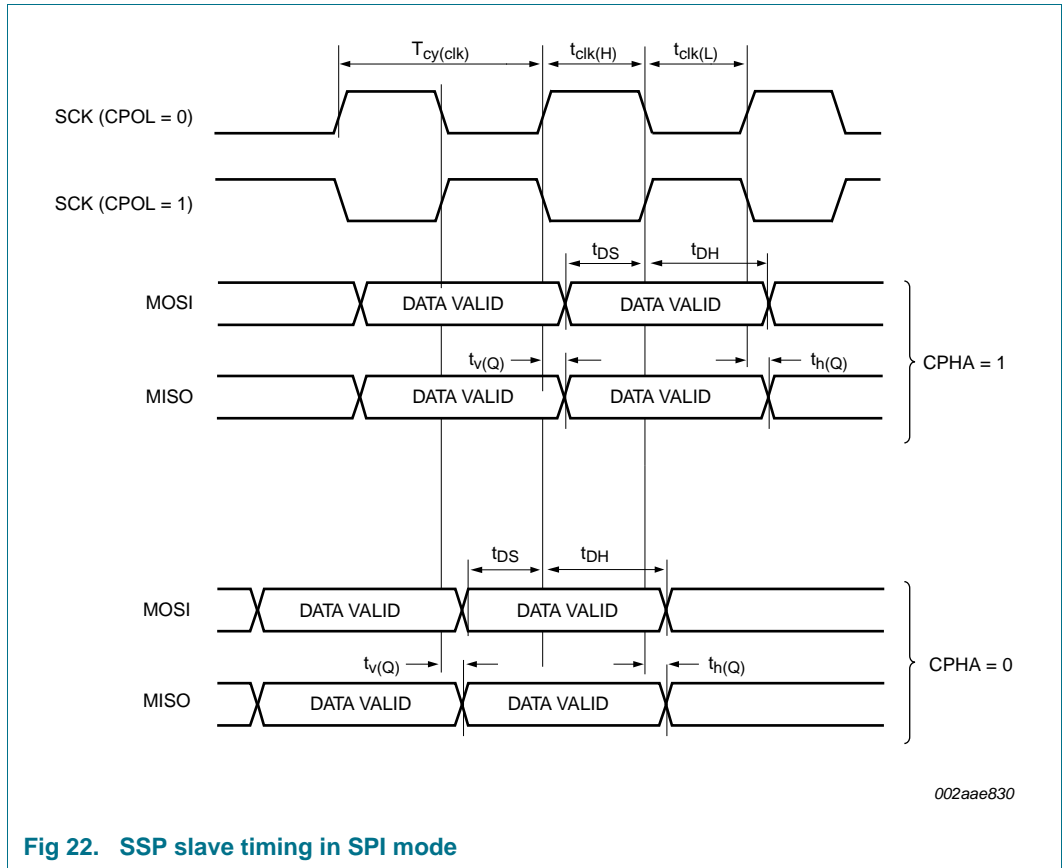 Tcy(clk) tclk(H) tclk(L)
SCK (CPOL = 0)
SCK (CPOL = 1)
tDS tDH
MOSI DATA VALID DATA VALID
tv(Q) th(Q)
CPHA = 1
MISO DATA VALID DATA VALID
tDS tDH
MOSI DATA VALID DATA VALID
tv(Q) th(Q)
CPHA = 0
MISO DATA VALID DATA VALID
002aae830
Fig 22. SSP slave timing in SPI mode